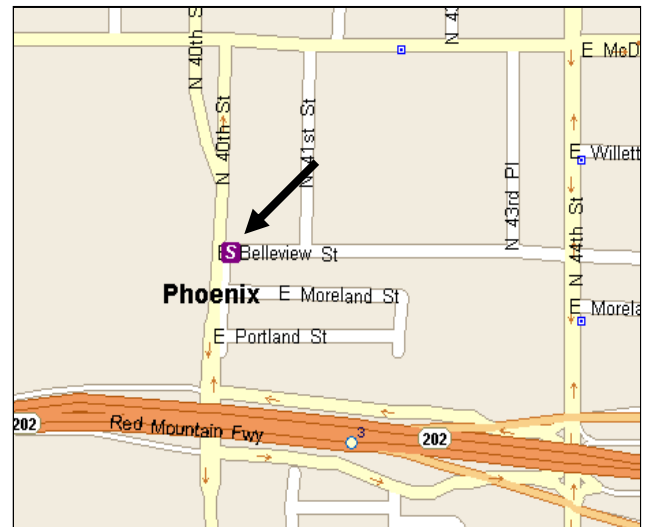 N 40th St
N 43
E McD
N 40th St
N 41st St
E Willett
N 43rd Pl
N 44th St
E S Belleview St
Phoenix
E Moreland St
E Morela
E Portland St
202
Red Mountain Fwy
3
202